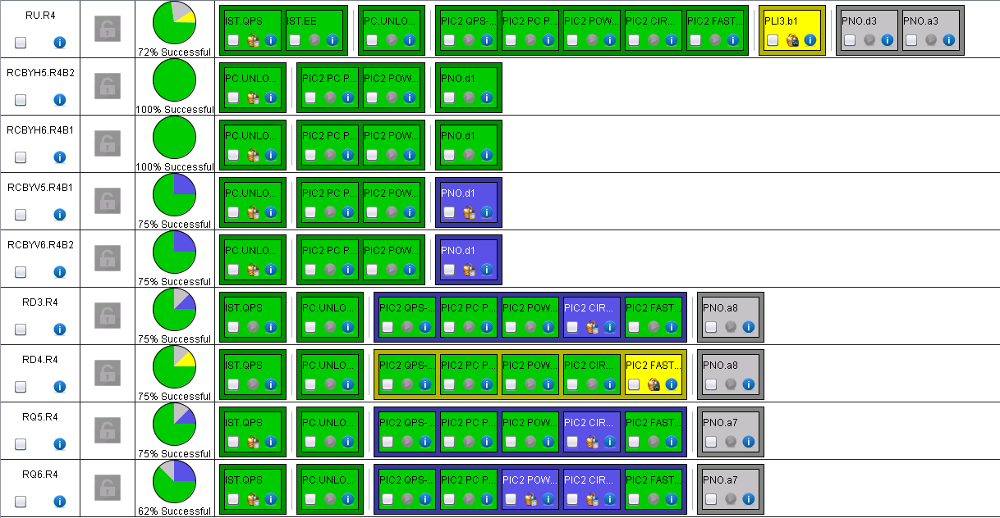 RU.R4
72% Successful
IST.QPS IST.EE PC.UNLO... PIC2 QPS-... PIC2 PC P... PIC2 POW... PIC2 CIR... PIC2 FAST... PLI3.b1 PNO.d3 PNO.a3
RCBYH5.R4B2
100% Successful
PC.UNLO... PIC2 PC P... PIC2 POW... PNO.d1
RCBYH6.R4B1
100% Successful
PC.UNLO... PIC2 PC P... PIC2 POW... PNO.d1
RCBYV5.R4B1
75% Successful
PC.UNLO... PIC2 PC P... PIC2 POW... PNO.d1
RCBYV6.R4B2
75% Successful
PC.UNLO... PIC2 PC P... PIC2 POW... PNO.d1
RD3.R4
75% Successful
IST.QPS PC.UNLO... PIC2 QPS-... PIC2 PC P... PIC2 POW... PIC2 CIR... PIC2 FAST... PNO.a8
RD4.R4
75% Successful
IST.QPS PC.UNLO... PIC2 QPS-... PIC2 PC P... PIC2 POW... PIC2 CIR... PIC2 FAST... PNO.a8
RQ5.R4
75% Successful
IST.QPS PC.UNLO... PIC2 QPS-... PIC2 PC P... PIC2 POW... PIC2 CIR... PIC2 FAST... PNO.a7
RQ6.R4
62% Successful
IST.QPS PC.UNLO... PIC2 QPS-... PIC2 PC P... PIC2 POW... PIC2 CIR... PIC2 FAST... PNO.a7